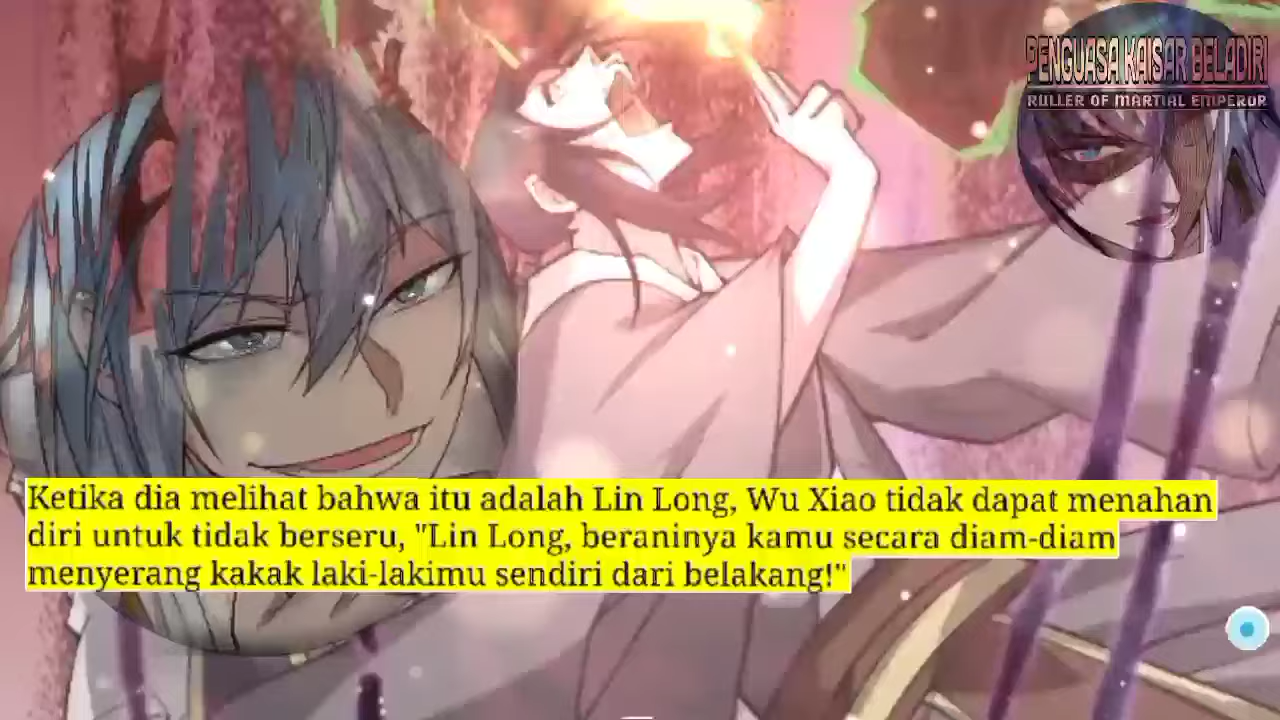 PENGUASA KAISAR BELADIRI
RULLER OF MARTIAL EMPEROR
Ketika dia melihat bahwa itu adalah Lin Long, Wu Xiao tidak dapat menahan
diri untuk tidak berseru, "Lin Long, beraninya kamu secara diam-diam
menyerang kakak laki-lakimu sendiri dari belakang!"